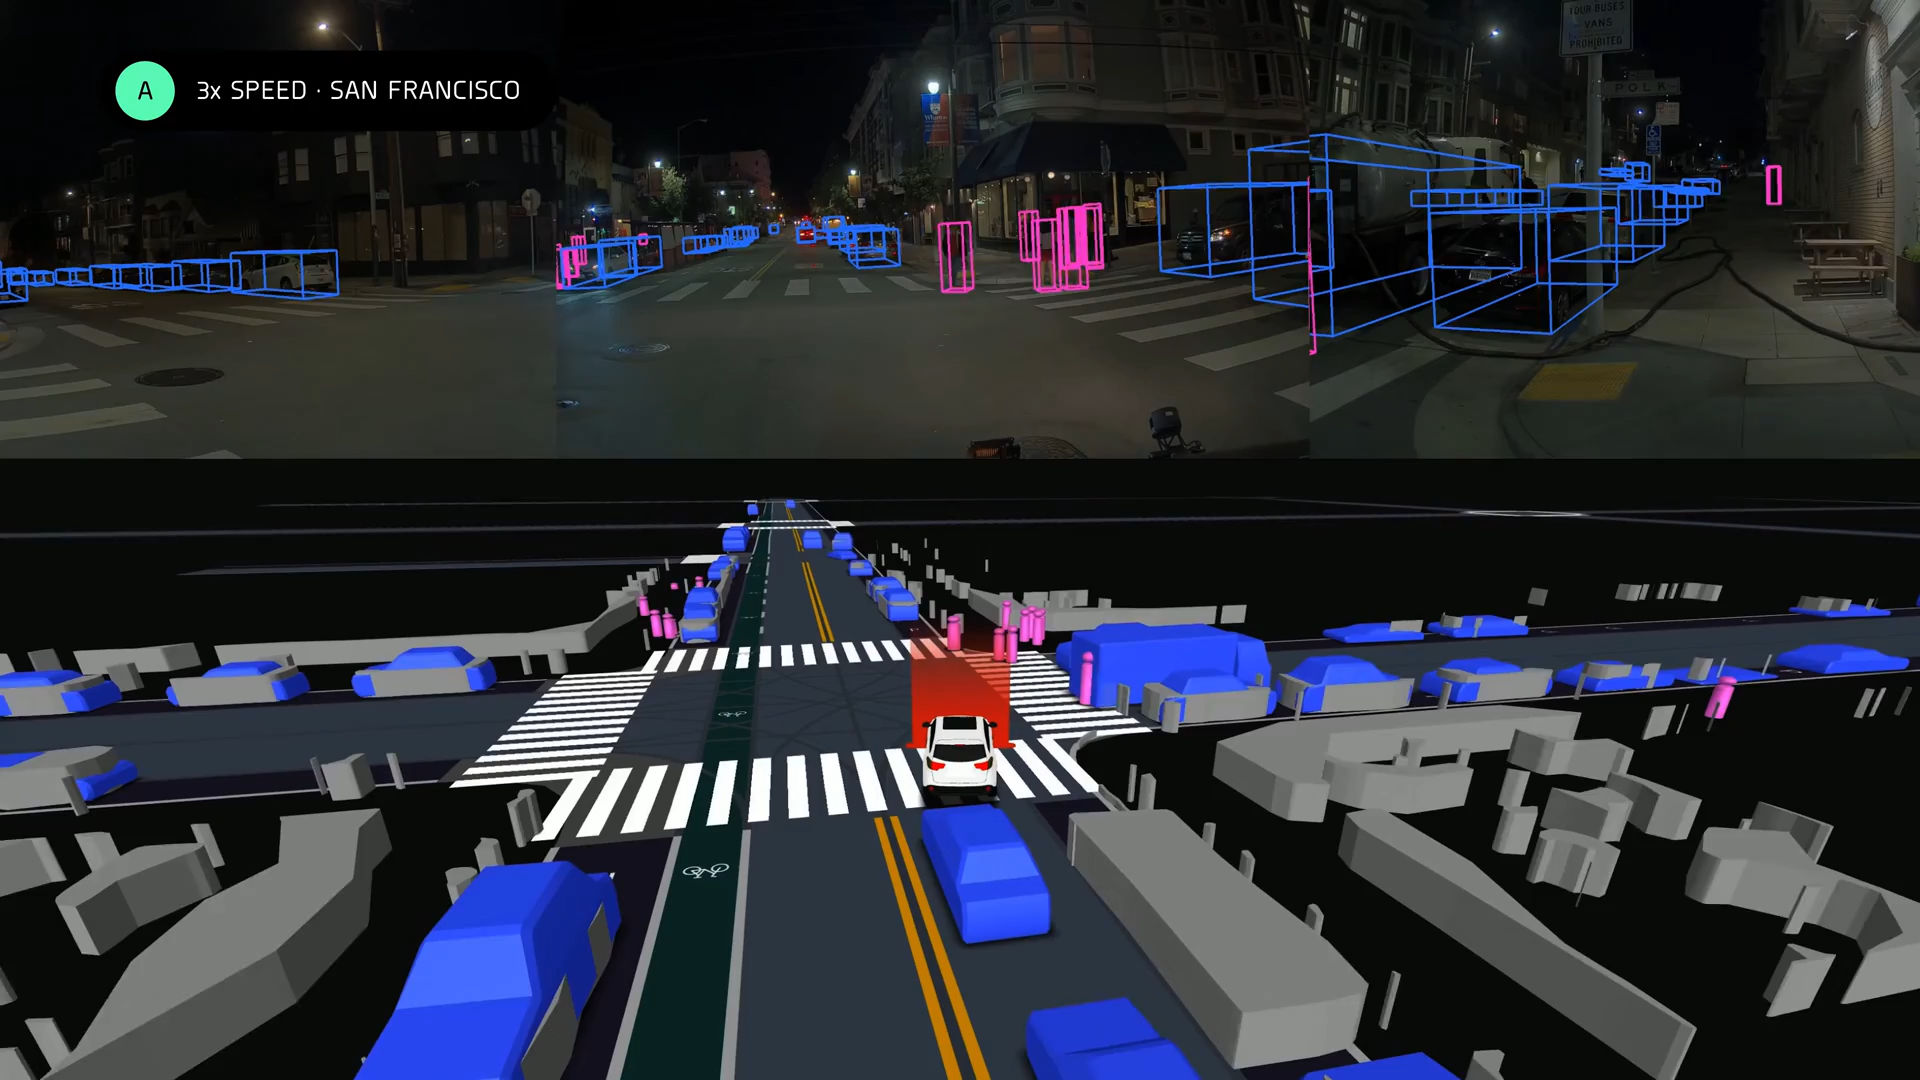 A
3x SPEED · SAN FRANCISCO
TOUR BUSES
VANS
PROHIBITED
POLK